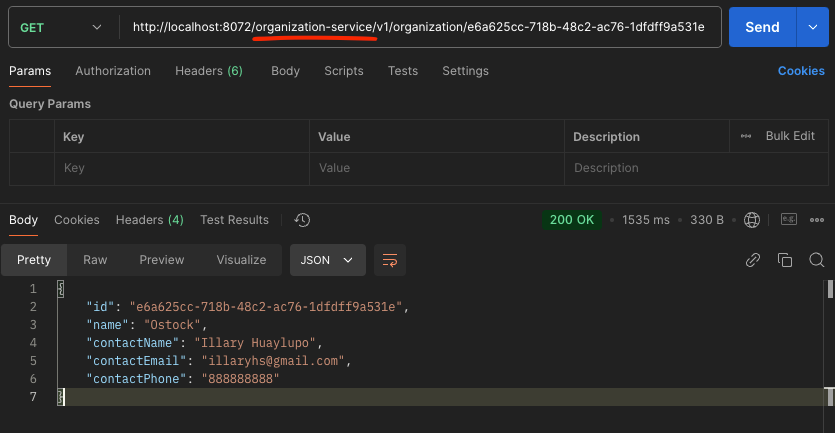 GET http://localhost:8072/organization-service/v1/organization/e6a625cc-718b-48c2-ac76-1dfdff9a531e Send
Params Authorization Headers (6) Body Scripts Tests Settings Cookies
Query Params
Key Value Description Bulk Edit
Key Value Description
Body Cookies Headers (4) Test Results 200 OK • 1535 ms • 330 B e.g.
Pretty Raw Preview Visualize JSON
1 {
2 "id": "e6a625cc-718b-48c2-ac76-1dfdff9a531e",
3 "name": "Ostock",
4 "contactName": "Illary Huaylupo",
5 "contactEmail": "illaryhs@gmail.com",
6 "contactPhone": "888888888"
7 }